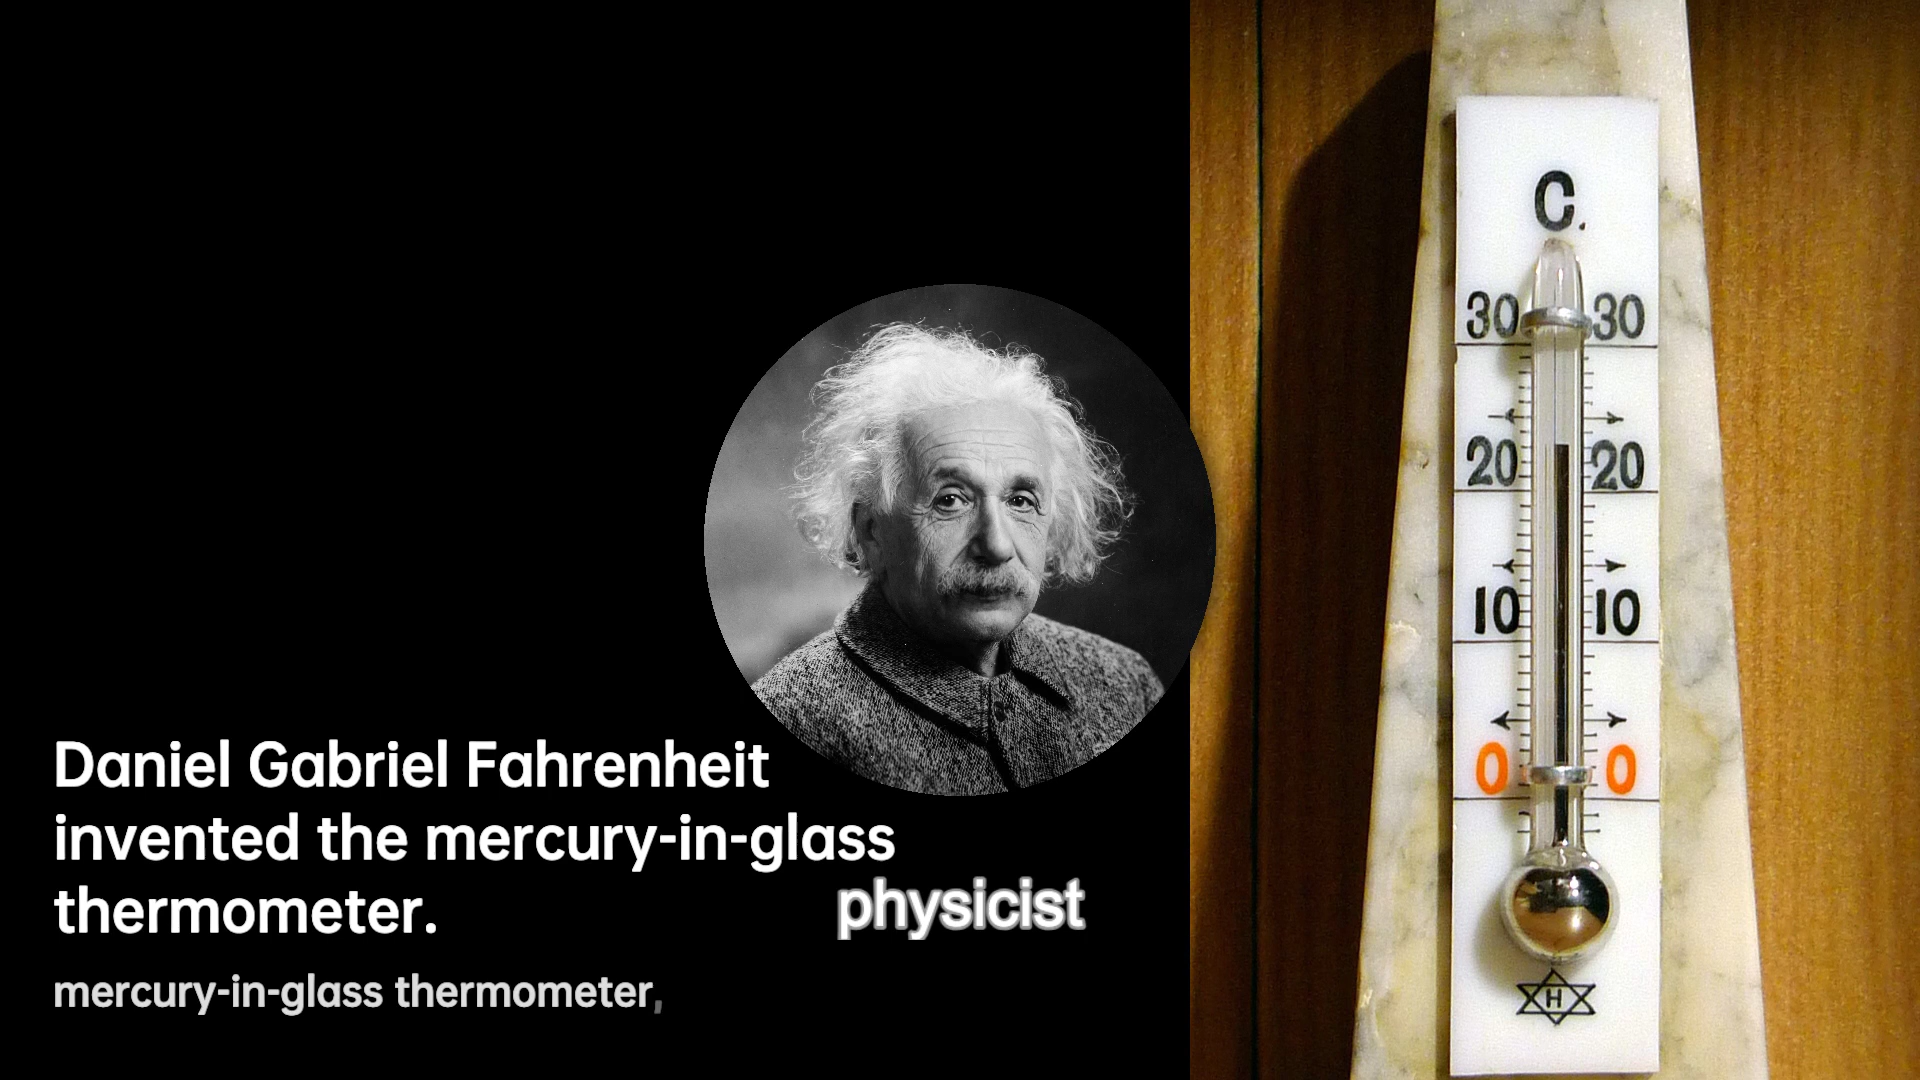 Daniel Gabriel Fahrenheit
invented the mercury-in-glass
thermometer.
physicist
mercury-in-glass thermometer,
C.
30 30
20 20
10 10
0 0
H